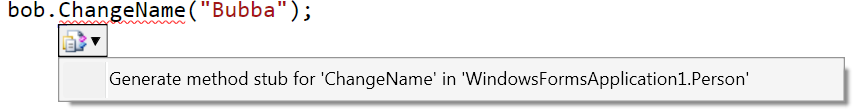 bob.ChangeName("Bubba");
Generate method stub for 'ChangeName' in 'WindowsFormsApplication1.Person'